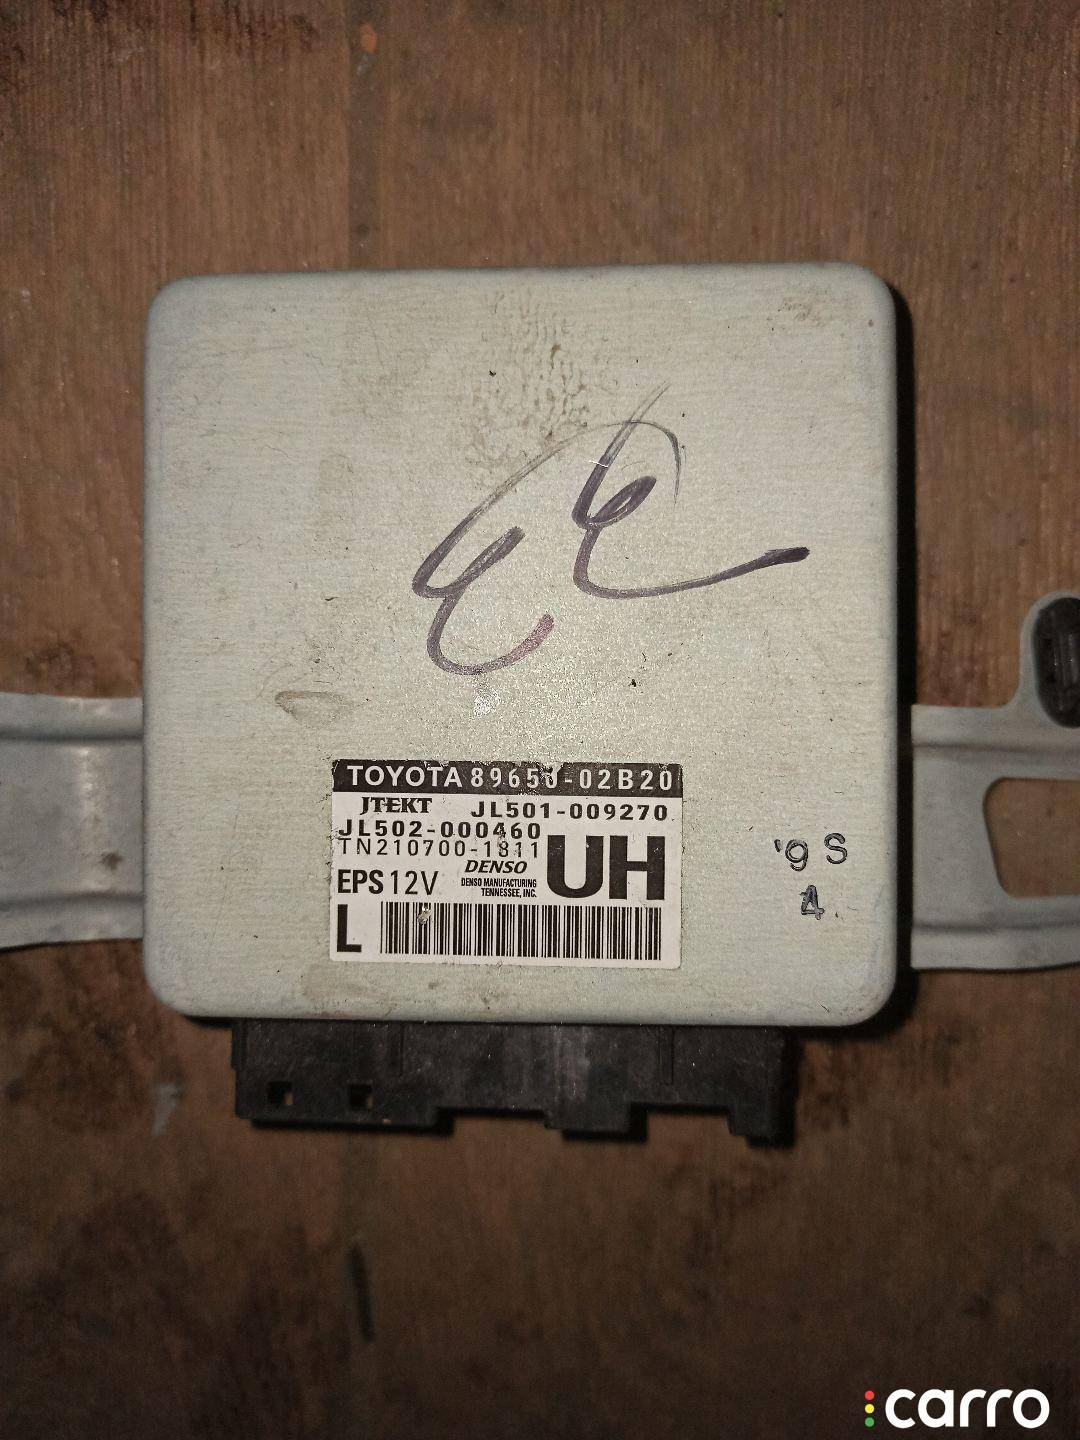 TOYOTA 89650-02B20
JTEKT JL501-009270
JL502-000460
TN210700-1811
DENSO
UH
EPS 12V
DENSO MANUFACTURING
TENNESSEE, INC.
L
'9 S
4
carro